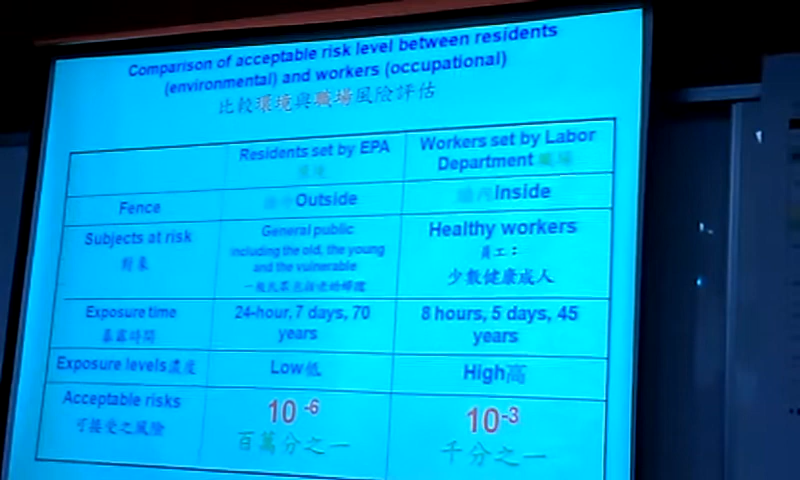 Comparison of acceptable risk level between residents
(environmental) and workers (occupational)
比較環境與職場風險評估
Residents set by EPA
Workers set by Labor
Department
Fence
Outside
Inside
Subjects at risk
對象
General public
including the old, the young
and the vulnerable
Healthy workers
員工：
少數健康成人
Exposure time
暴露時間
24-hour, 7 days, 70
years
8 hours, 5 days, 45
years
Exposure levels濃度
Low低
High高
Acceptable risks
可接受之風險
10 -6
百萬分之一
10-3
千分之一